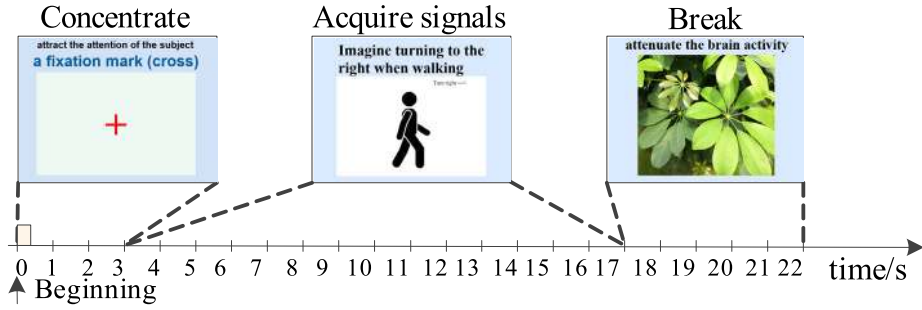 Concentrate
attract the attention of the subject
a fixation mark (cross)
Acquire signals
Imagine turning to the
right when walking
Turn right
Break
attenuate the brain activity
0 1 2 3 4 5 6 7 8 9 10 11 12 13 14 15 16 17 18 19 20 21 22 time/s
Beginning